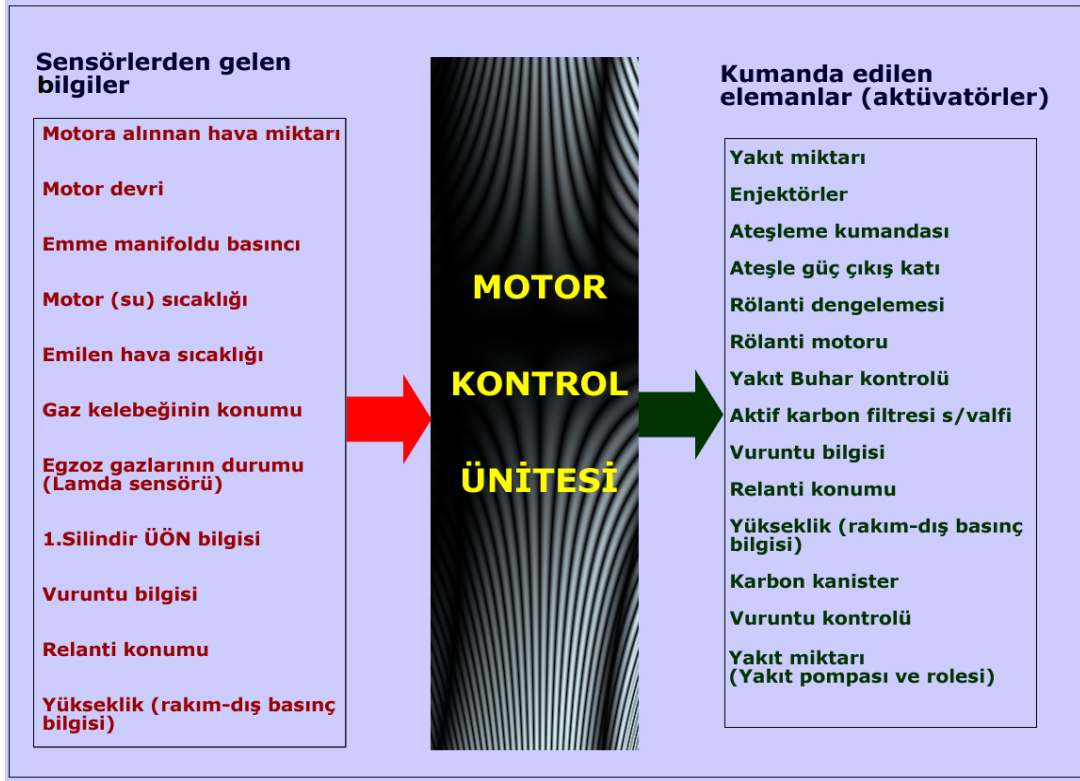 Sensörlerden gelen
bilgiler
Motora alınnan hava miktarı
Motor devri
Emme manifoldu basıncı
Motor (su) sıcaklığı
Emilen hava sıcaklığı
Gaz kelebeğinin konumu
Egzoz gazlarının durumu
(Lamda sensörü)
1.Silindir ÜÖN bilgisi
Vuruntu bilgisi
Relanti konumu
Yükseklik (rakım-dış basınç
bilgisi)
MOTOR
KONTROL
ÜNİTESİ
Kumanda edilen
elemanlar (aktüvatörler)
Yakıt miktarı
Enjektörler
Ateşleme kumandası
Ateşle güç çıkış katı
Rölanti dengelemesi
Rölanti motoru
Yakıt Buhar kontrolü
Aktif karbon filtresi s/valfi
Vuruntu bilgisi
Relanti konumu
Yükseklik (rakım-dış basınç
bilgisi)
Karbon kanister
Vuruntu kontrolü
Yakıt miktarı
(Yakıt pompası ve rolesi)